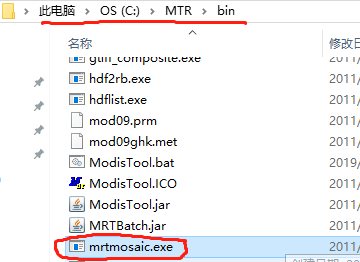 此电脑 > OS (C:) > MTR > bin
名称 修改日
gtiff_composite.exe 2011/
hdf2rb.exe 2011/
hdflist.exe 2011/
mod09.prm 2011/
mod09ghk.met 2011/
ModisTool.bat 2019/
ModisTool.ICO 2011/
ModisTool.jar 2011/
MRTBatch.jar 2011/
mrtmosaic.exe 2011/